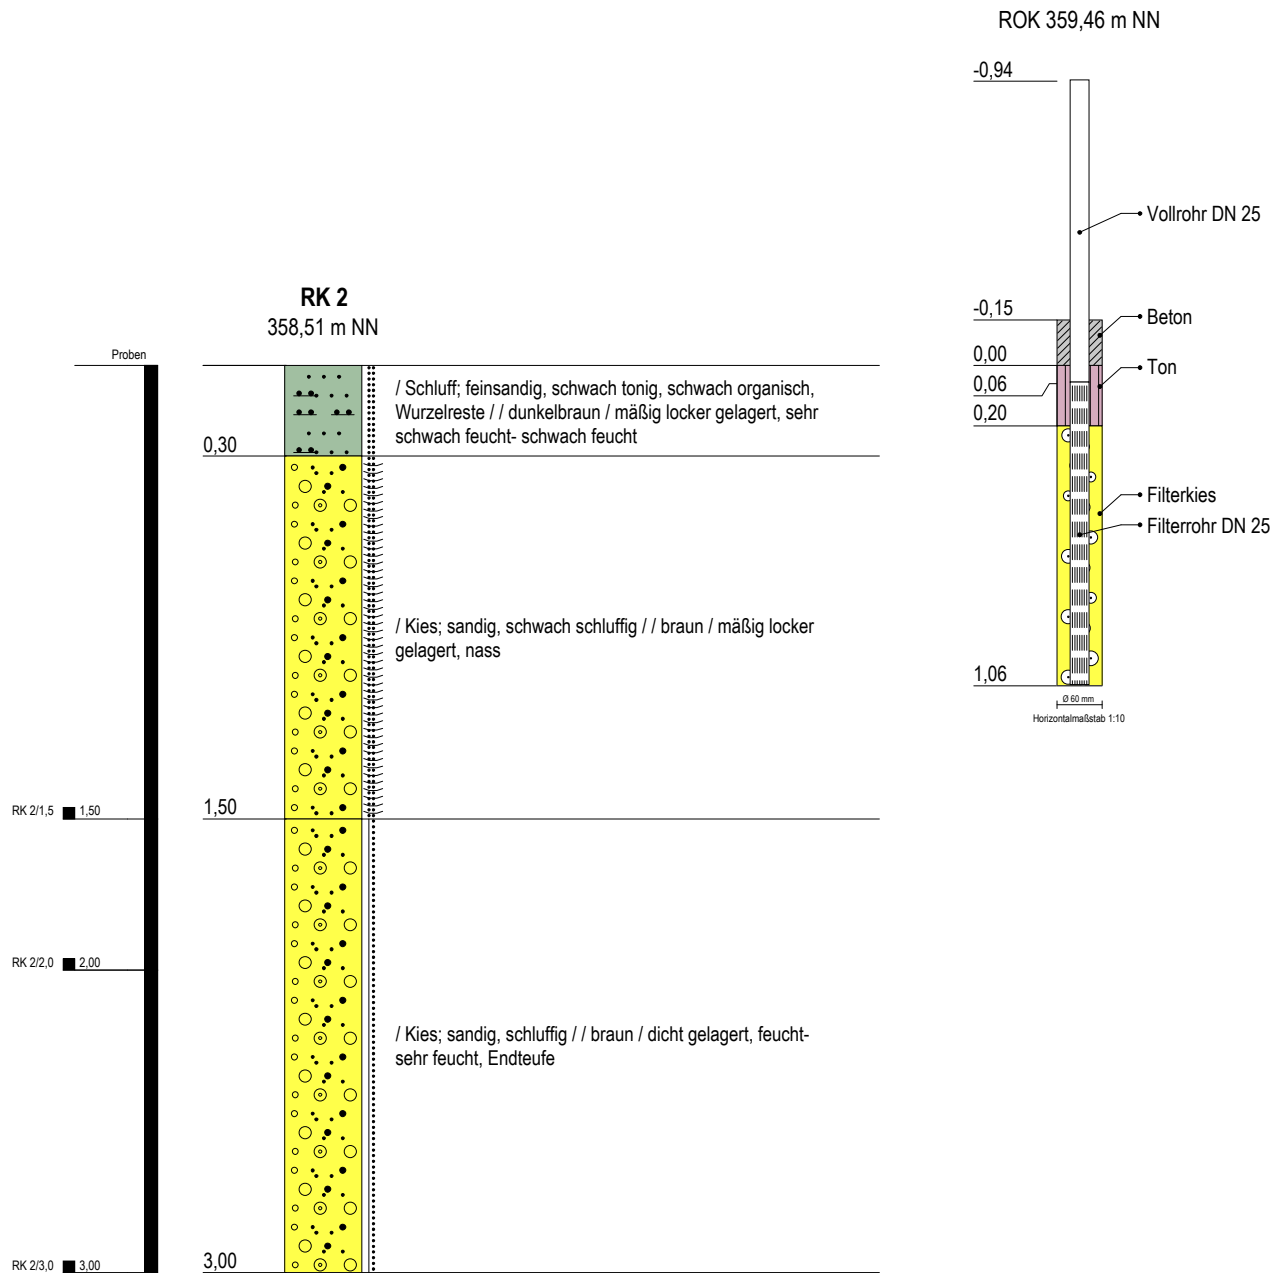 ROK 359,46 m NN
-0,94
Vollrohr DN 25
-0,15
Beton
0,00
Ton
0,06
0,20
Filterkies
Filterrohr DN 25
1,06
Ø 60 mm
Horizontalmaßstab 1:10
RK 2
358,51 m NN
Proben
/ Schluff; feinsandig, schwach tonig, schwach organisch,
Wurzelreste / / dunkelbraun / mäßig locker gelagert, sehr
schwach feucht- schwach feucht
0,30
/ Kies; sandig, schwach schluffig / / braun / mäßig locker
gelagert, nass
RK 2/1,5 1,50
1,50
RK 2/2,0 2,00
/ Kies; sandig, schluffig / / braun / dicht gelagert, feucht-
sehr feucht, Endteufe
RK 2/3,0 3,00
3,00